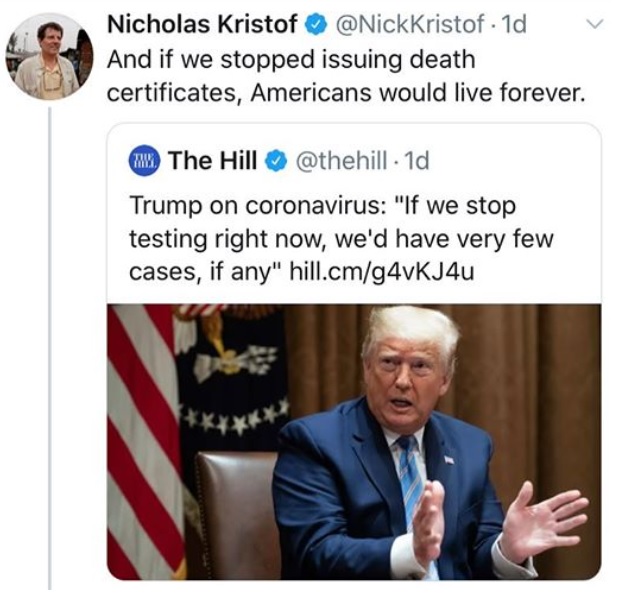 Nicholas Kristof @NickKristof · 1d
And if we stopped issuing death
certificates, Americans would live forever.
THE HILL The Hill @thehill · 1d
Trump on coronavirus: "If we stop
testing right now, we'd have very few
cases, if any" hill.cm/g4vKJ4u